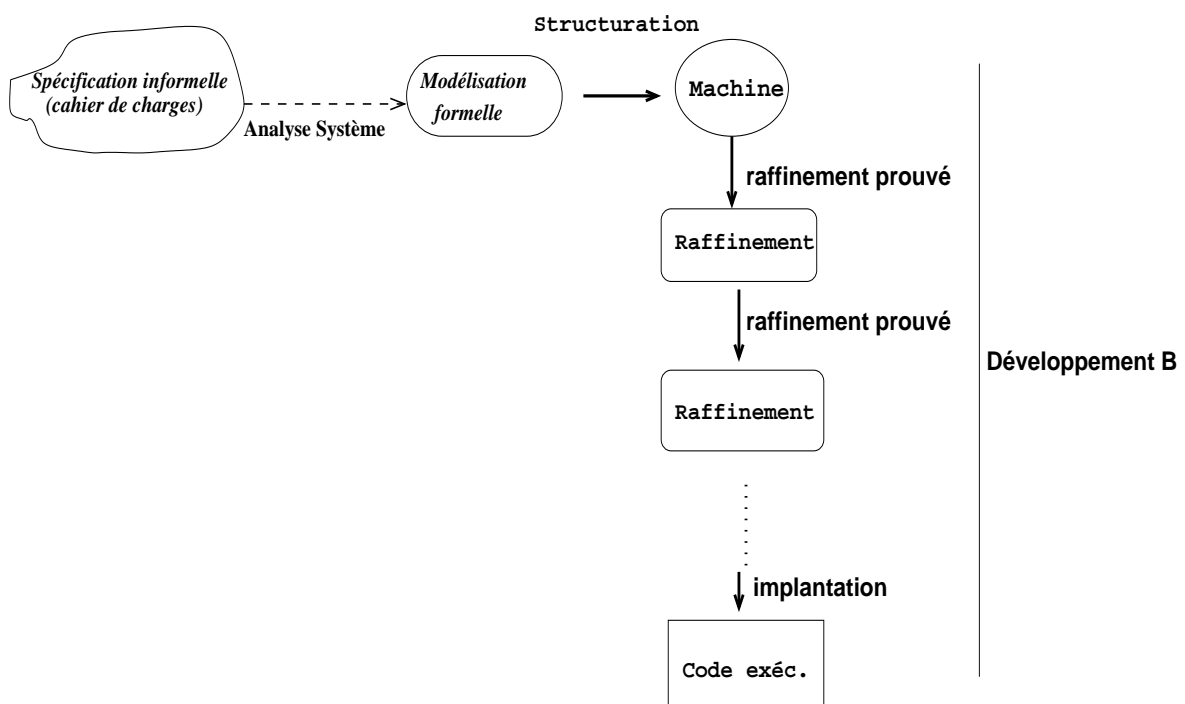 Structuration
Spécification informelle
(cahier de charges)
Analyse Système
Modélisation
formelle
Machine
raffinement prouvé
Raffinement
raffinement prouvé
Raffinement
Développement B
implantation
Code exéc.